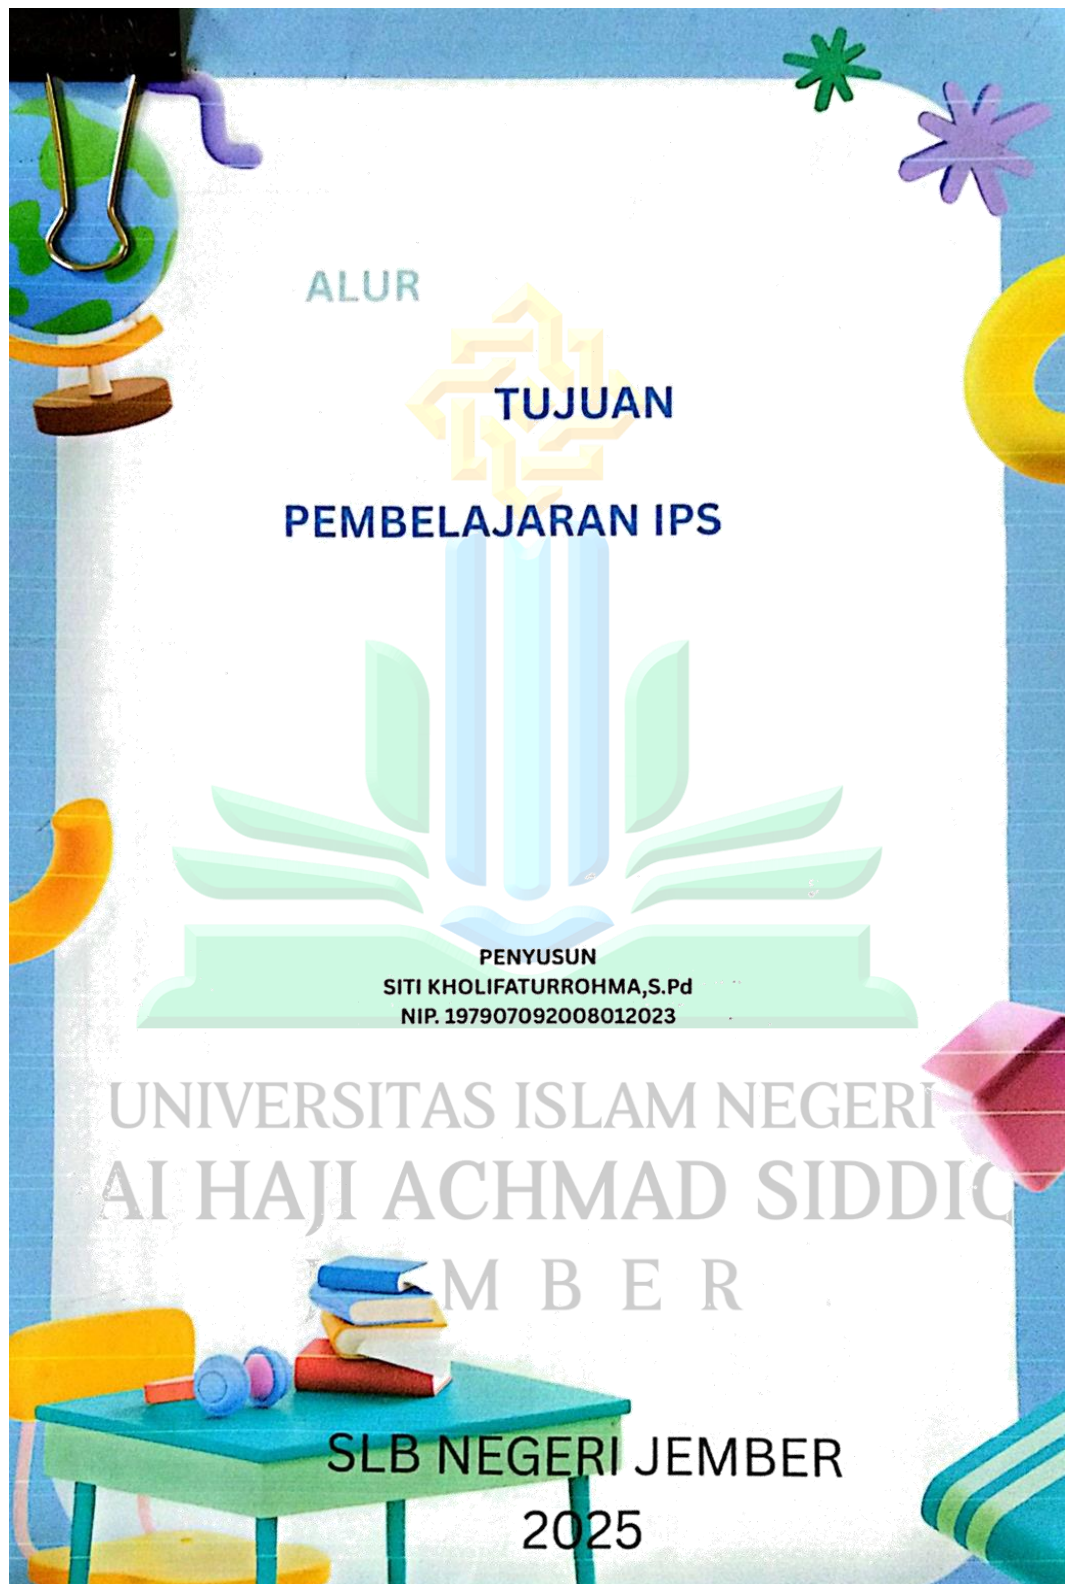 ALUR
TUJUAN
PEMBELAJARAN IPS
PENYUSUN
SITI KHOLIFATURROHMA,S.Pd
NIP. 197907092008012023
UNIVERSITAS ISLAM NEGERI
AI HAJI ACHMAD SIDDIQ
MBER
SLB NEGERI JEMBER
2025